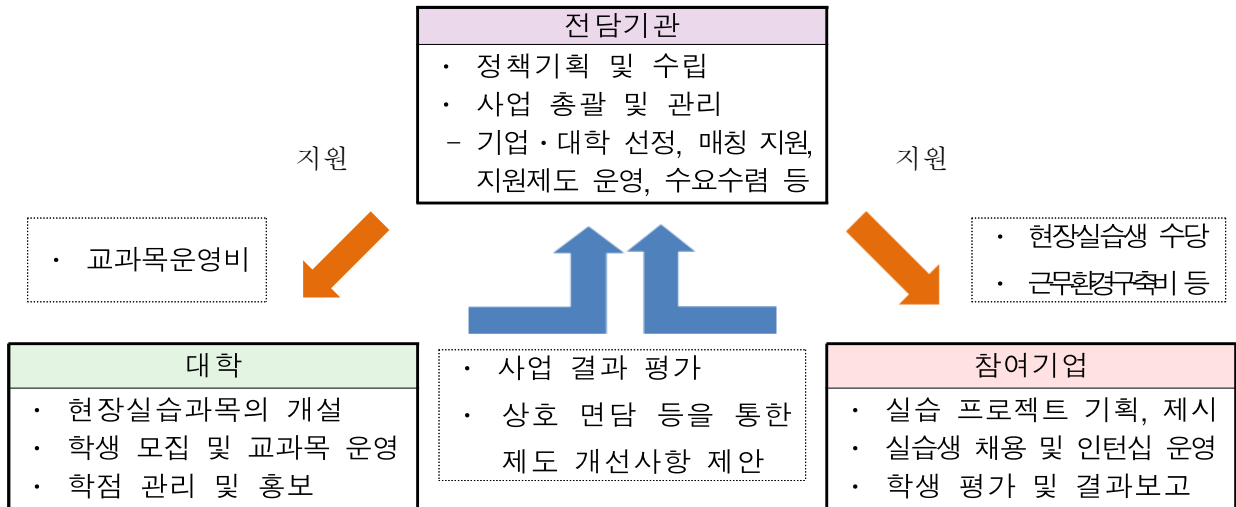 전담기관
· 정책기획 및 수립
· 사업 총괄 및 관리
- 기업·대학 선정, 매칭 지원,
지원제도 운영, 수요수렴 등
지원
지원
· 교과목운영비
· 현장실습생 수당
· 근무환경구축비 등
대학
· 현장실습과목의 개설
· 학생 모집 및 교과목 운영
· 학점 관리 및 홍보
· 사업 결과 평가
· 상호 면담 등을 통한
제도 개선사항 제안
참여기업
· 실습 프로젝트 기획, 제시
· 실습생 채용 및 인턴십 운영
· 학생 평가 및 결과보고